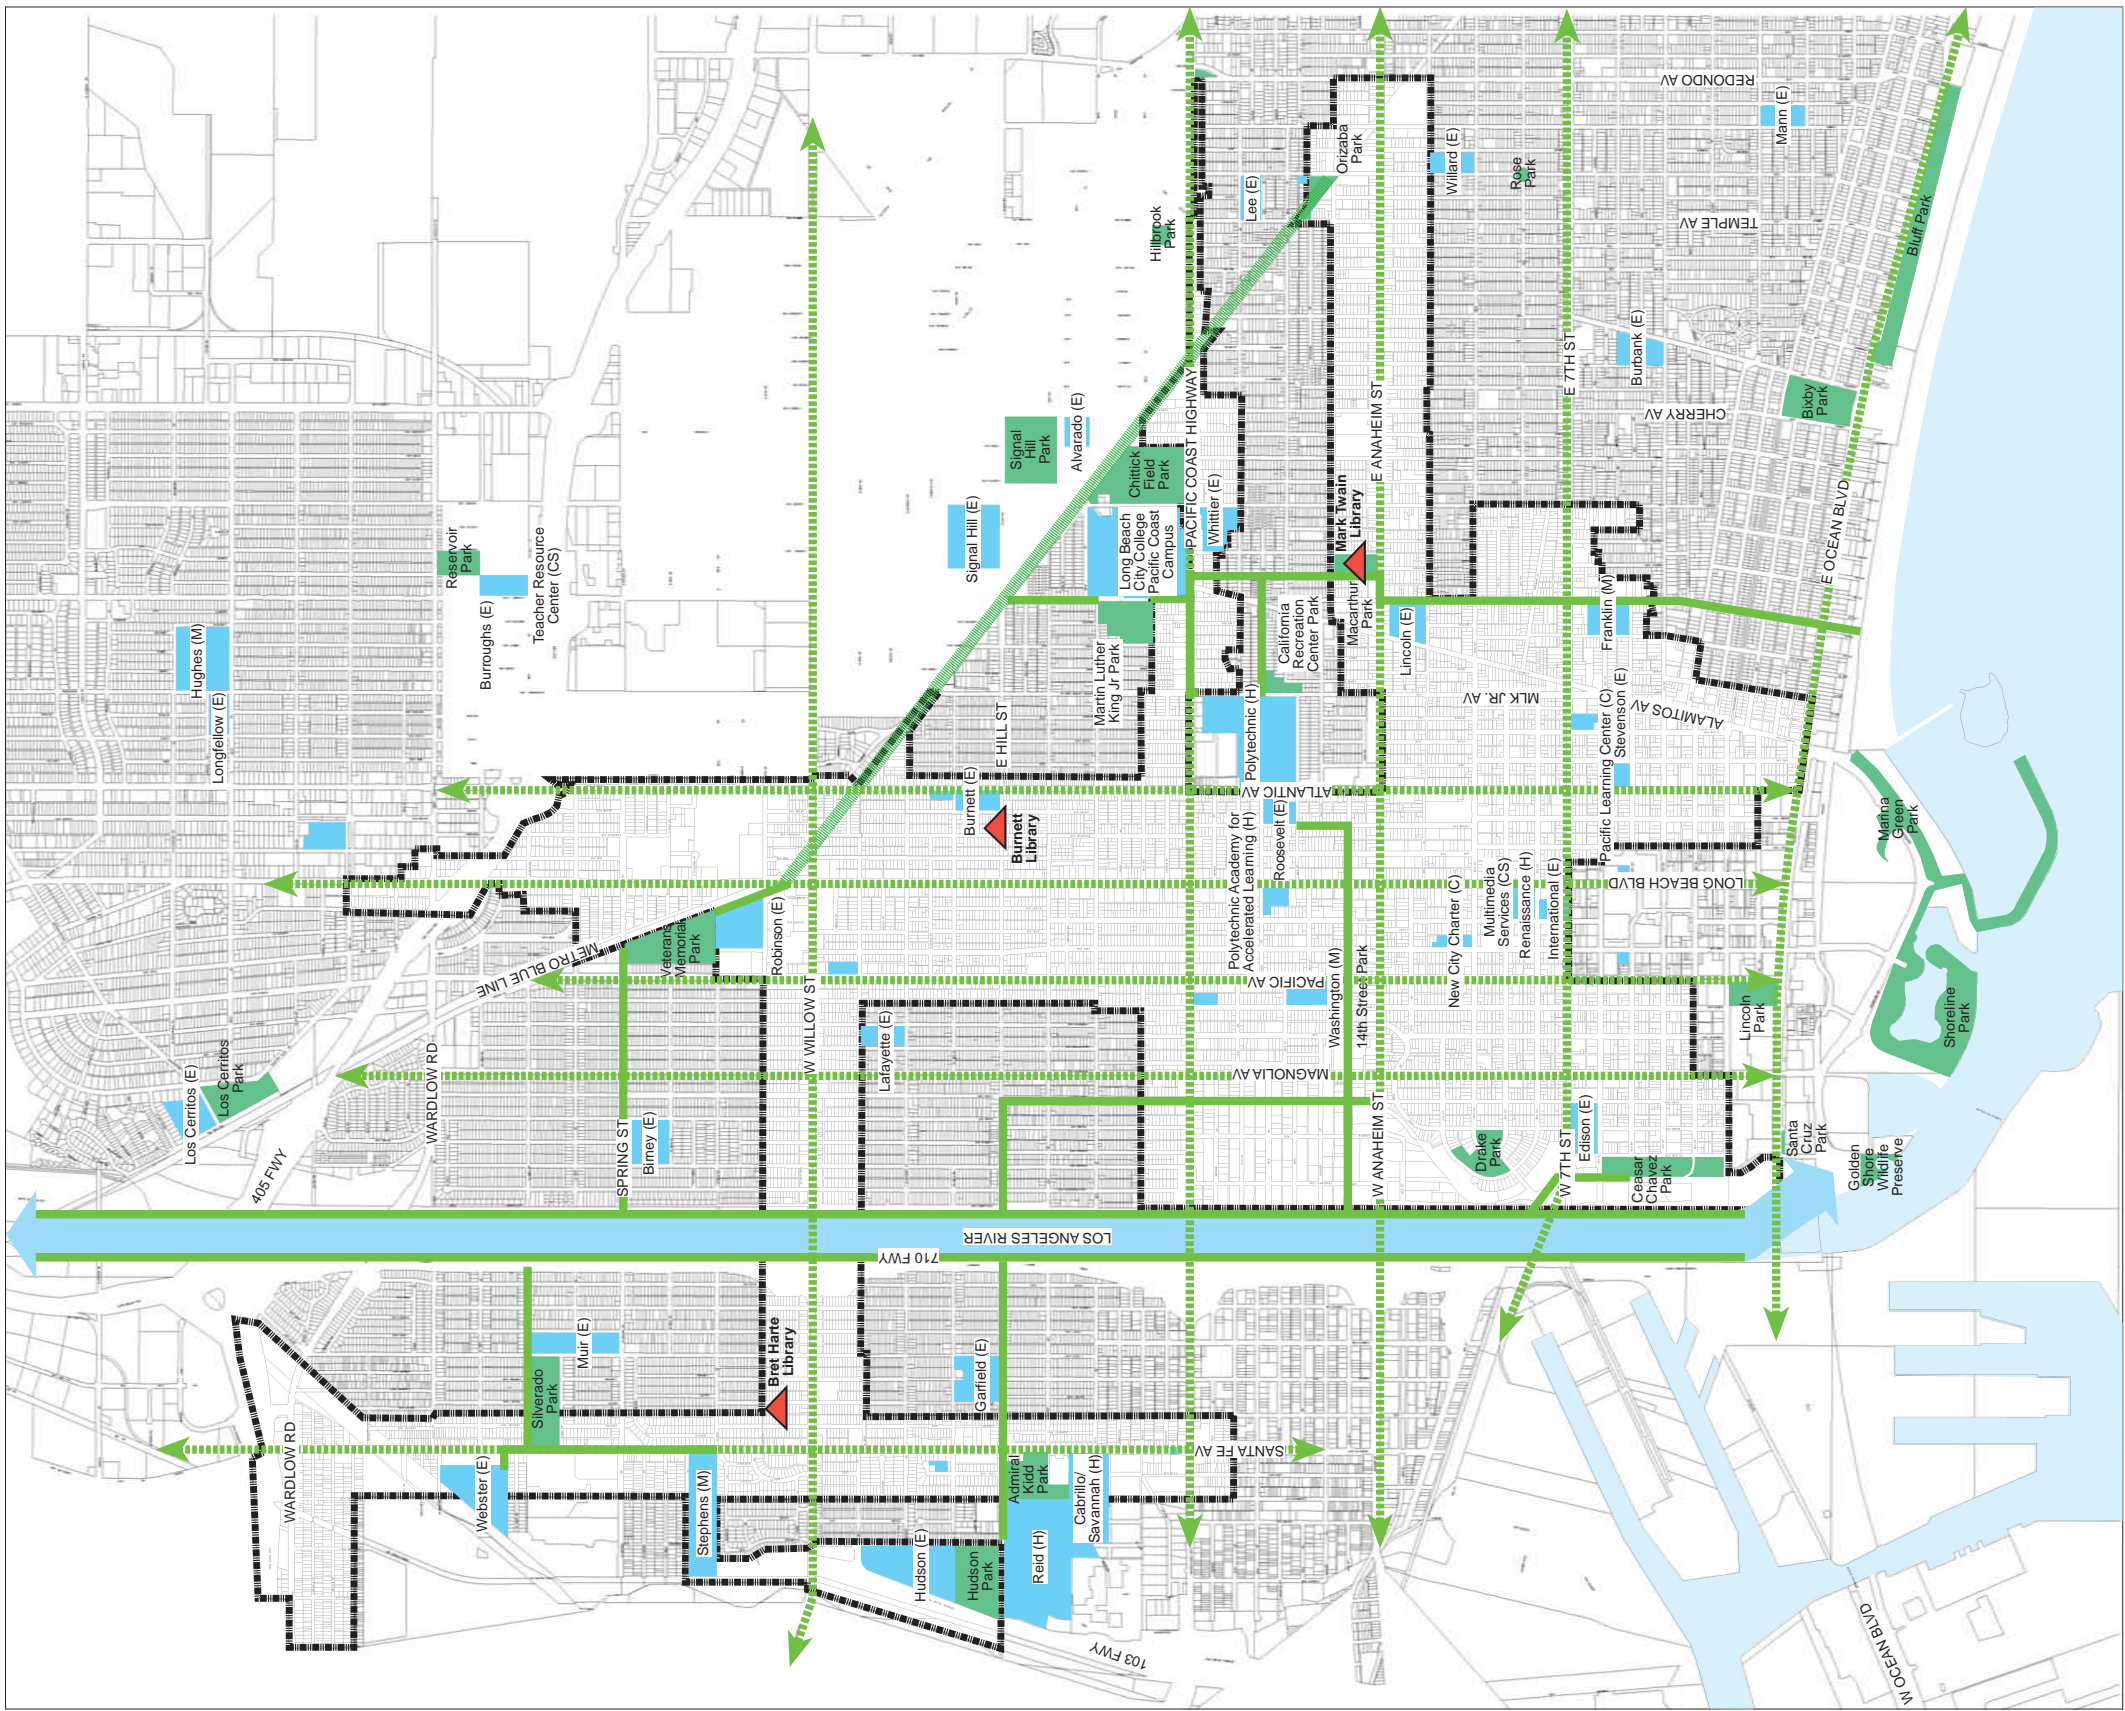 REDONDO AV
Mann (E)
Orizaba
Park
Willard (E)
Rose
Park
Lee (E)
TEMPLE AV
Hillbrook
Park
Bluff Park
Burbank (E)
E 7TH ST
CHERRY AV
Bixby
Park
E ANAHEIM ST
PACIFIC COAST HIGHWAY
Signal
Hill
Park
Alvarado (E)
Chittick
Field
Park
Whittier (E)
Mark Twain
Library
E OCEAN BLVD
Signal Hill (E)
Long Beach
City College
Pacific Coast
Campus
Reservoir
Park
Burroughs (E)
Teacher Resource
Center (CS)
Hughes (M)
Longfellow (E)
Martin Luther
King Jr Park
California
Recreation
Center Park
Macarthur
Park
Lincoln (E)
Franklin (M)
MLK JR. AV
ALAMITOS AV
Stevenson (E)
Pacific Learning Center (C)
E HILL ST
Polytechnic (H)
ATLANTIC AV
Burnett (E)
Burnett
Library
Roosevelt (E)
Polytechnic Academy for
Accelerated Learning (H)
Marina
Green
Park
LONG BEACH BLVD
International (E)
Renaissance (H)
Multimedia
Services (CS)
New City Charter (C)
METRO BLUE LINE
Veterans
Memorial
Park
Robinson (E)
PACIFIC AV
Washington (M)
14th Street Park
Lincoln
Park
Shoreline
Park
W WILLOW ST
Lafayette (E)
MAGNOLIA AV
Los Cerritos (E)
Los Cerritos
Park
WARDLOW RD
405 FWY
SPRING ST
Birney (E)
W ANAHEIM ST
Drake
Park
W 7TH ST
Edison (E)
Ceasar
Chavez
Park
Santa
Cruz
Park
Golden
Shore
Wildlife
Preserve
LOS ANGELES RIVER
710 FWY
Muir (E)
Silverado
Park
Bret Harte
Library
Garfield (E)
WARDLOW RD
SANTA FE AV
Webster (E)
Stephens (M)
Admiral
Kidd
Park
Cabrillo/
Savannah (H)
Reid (H)
Hudson (E)
Hudson
Park
103 FWY
W OCEAN BLVD